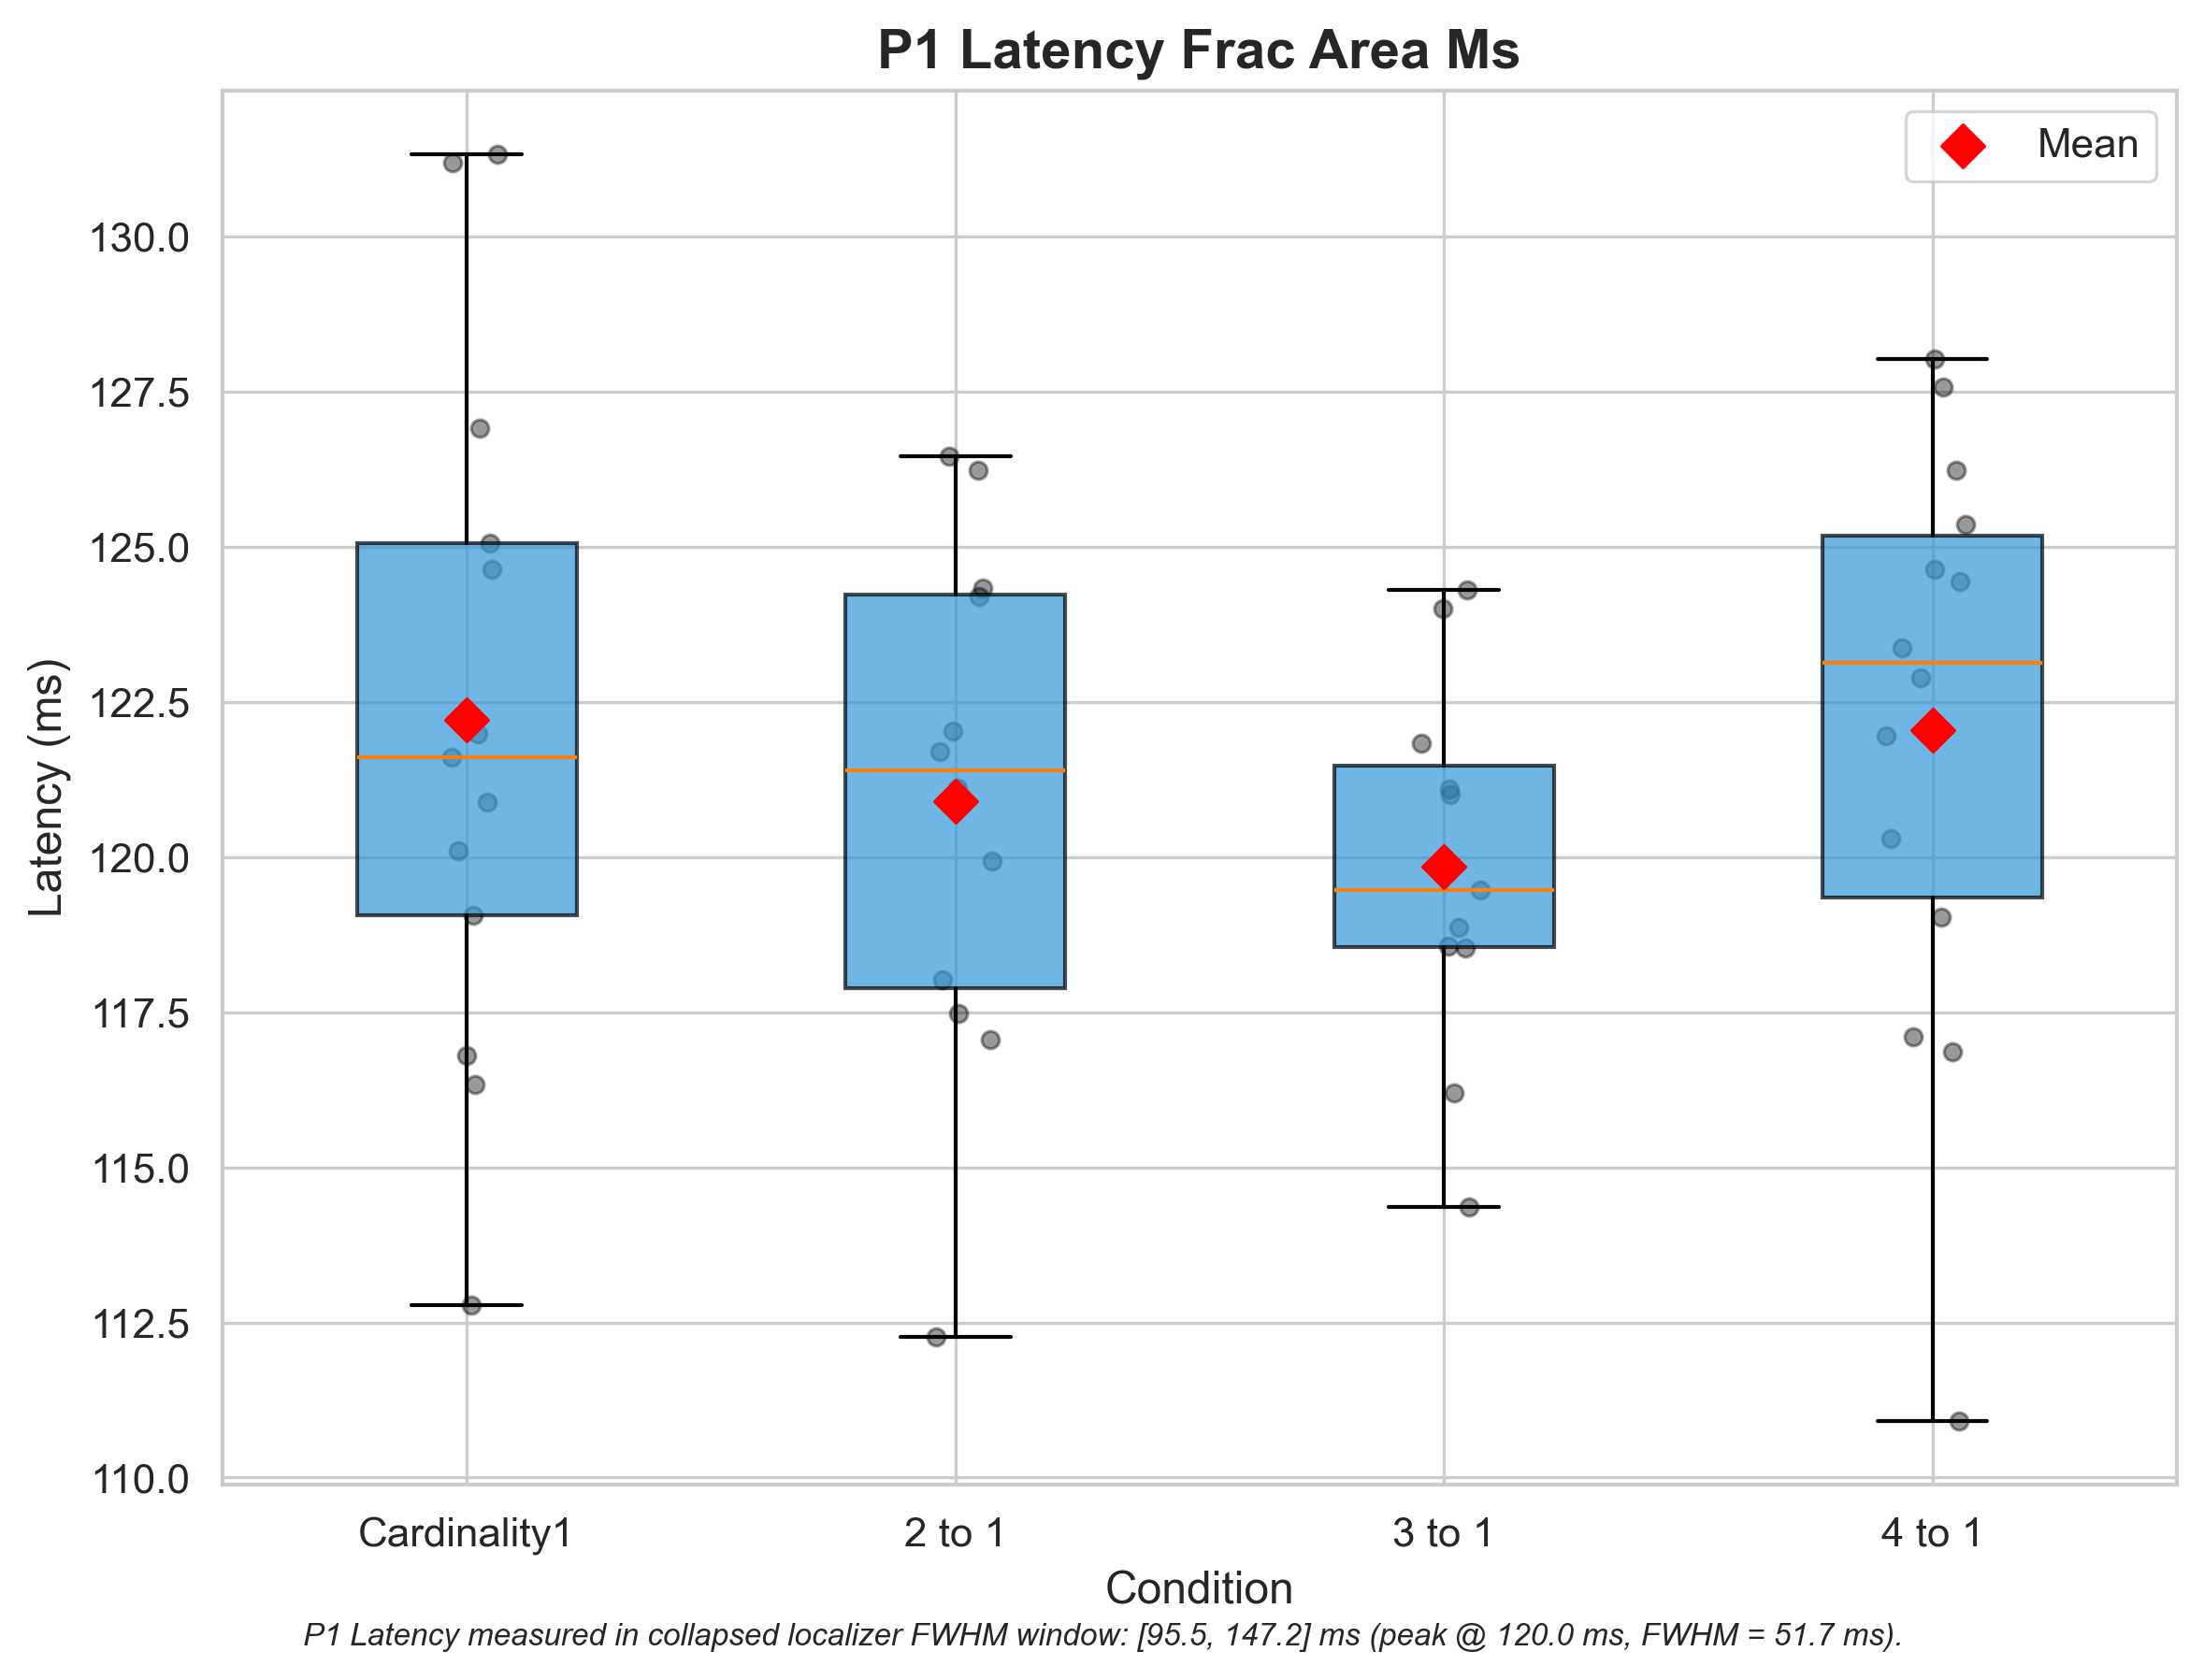 P1 Latency Frac Area Ms
Mean
130.0
127.5
125.0
122.5
120.0
117.5
115.0
112.5
110.0
Latency (ms)
Cardinality1
2 to 1
3 to 1
4 to 1
Condition
P1 Latency measured in collapsed localizer FWHM window: [95.5, 147.2] ms (peak @ 120.0 ms, FWHM = 51.7 ms).